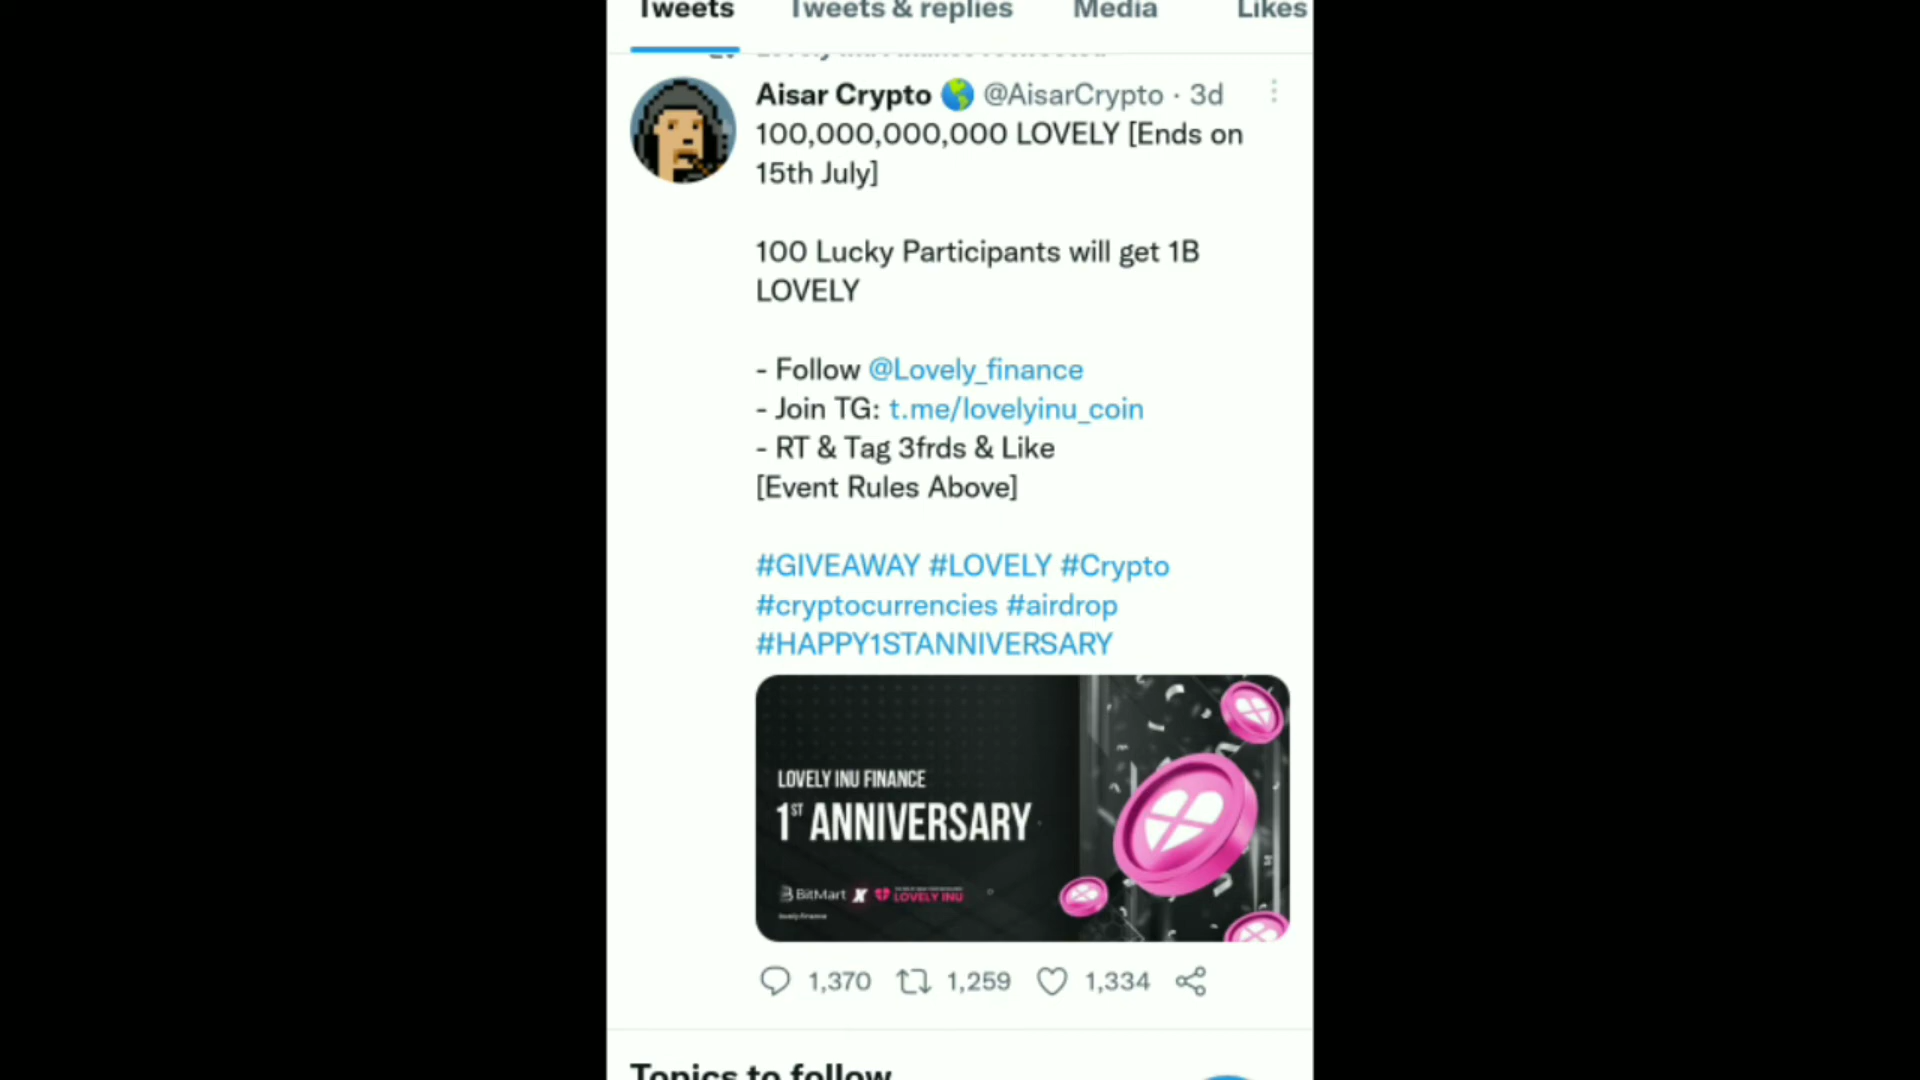 Tweets Tweets & replies Media Likes
Aisar Crypto @AisarCrypto · 3d
100,000,000,000 LOVELY [Ends on
15th July]
100 Lucky Participants will get 1B
LOVELY
- Follow @Lovely_finance
- Join TG: t.me/lovelyinu_coin
- RT & Tag 3frds & Like
[Event Rules Above]
#GIVEAWAY #LOVELY #Crypto
#cryptocurrencies #airdrop
#HAPPY1STANNIVERSARY
LOVELY INU FINANCE
1ST ANNIVERSARY
BitMart X LOVELY INU
lovely.finance
1,370 1,259 1,334
Topics to follow